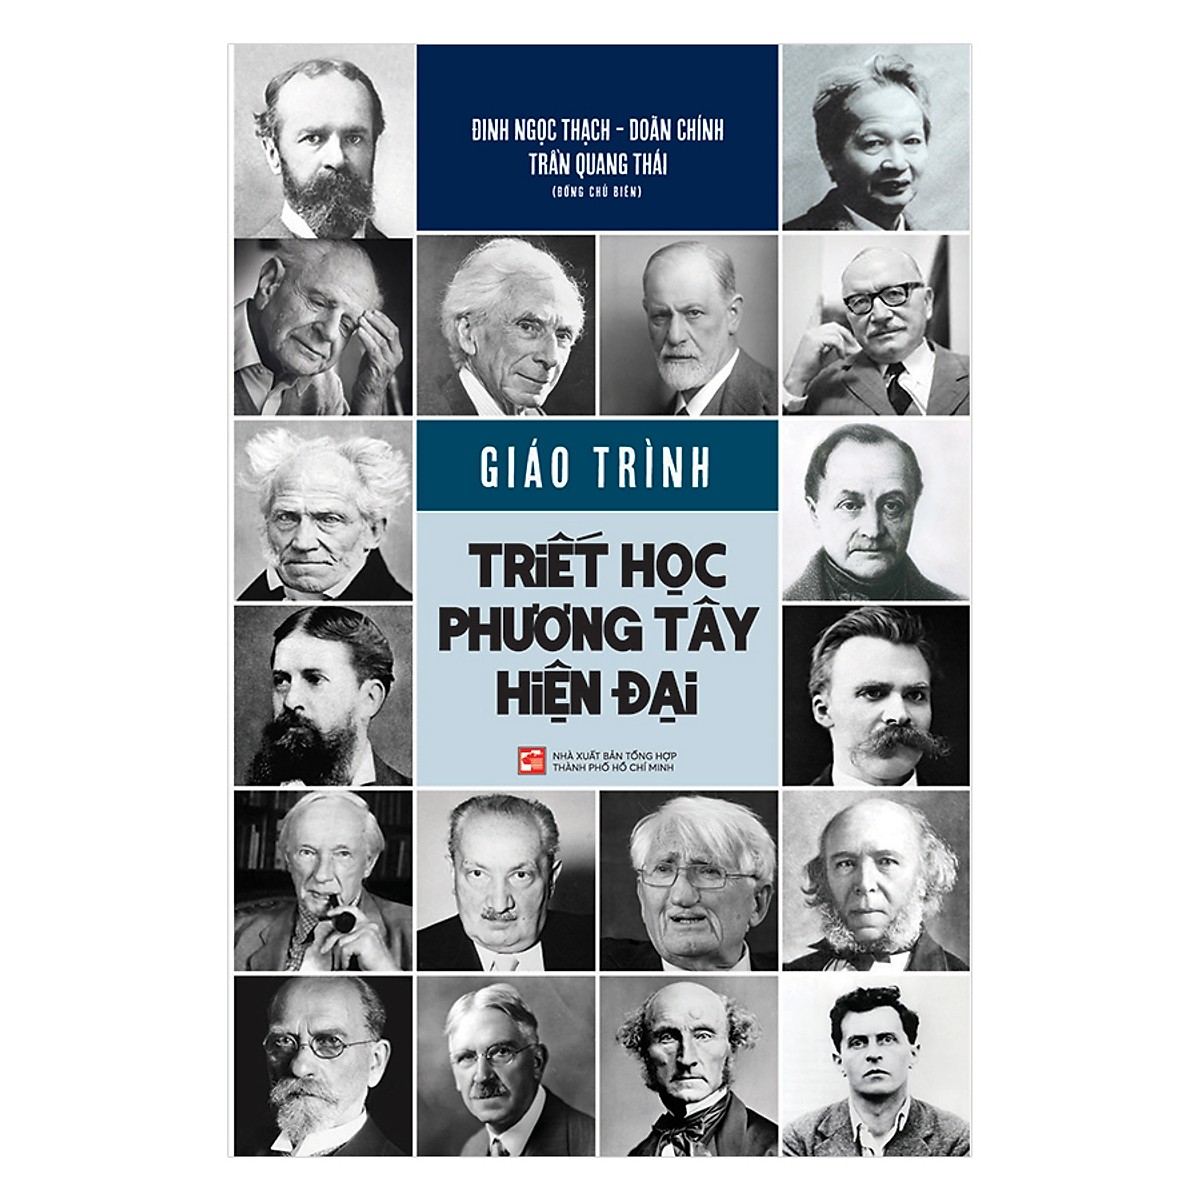 ĐINH NGỌC THẠCH - DOÃN CHÍNH
TRẦN QUANG THÁI
(ĐỒNG CHỦ BIÊN)
GIÁO TRÌNH
TRIẾT HỌC
PHƯƠNG TÂY
HIỆN ĐẠI
NHÀ XUẤT BẢN TỔNG HỢP
THÀNH PHỐ HỒ CHÍ MINH